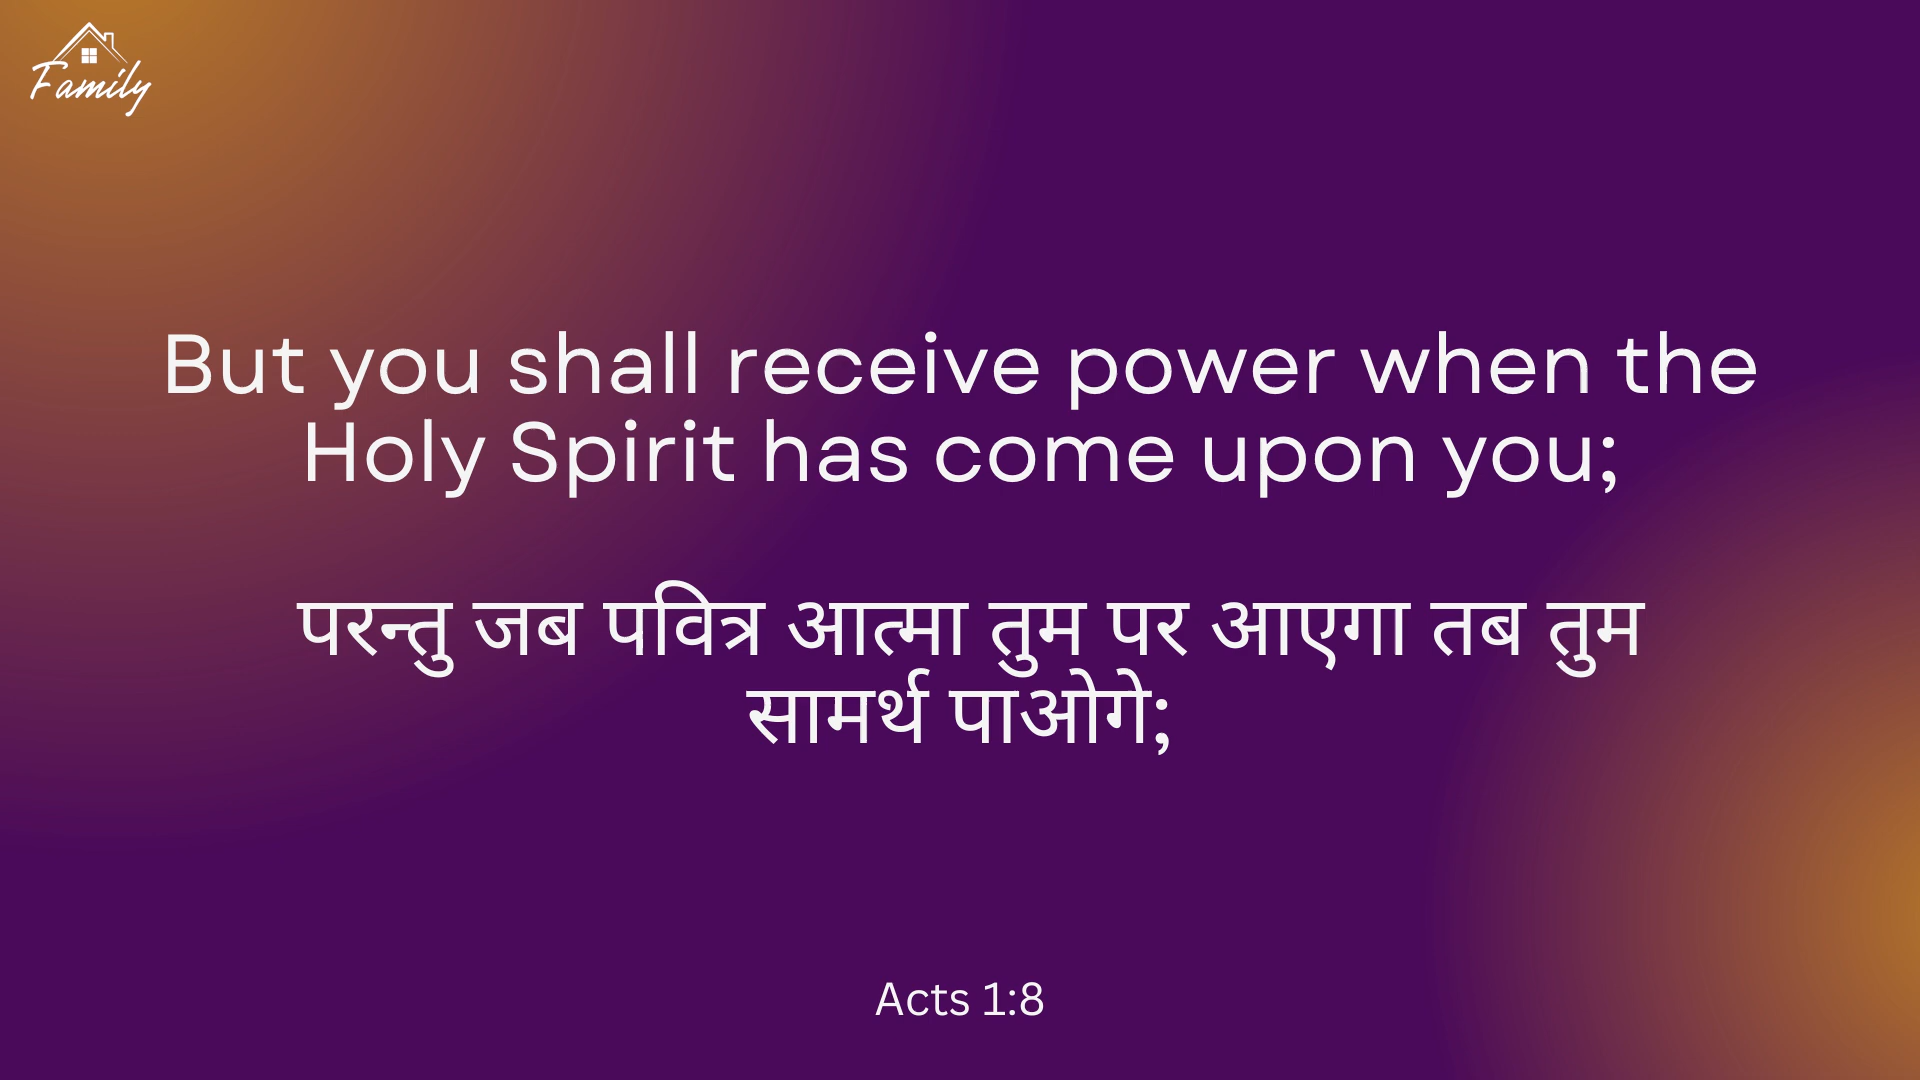 Family
But you shall receive power when the
Holy Spirit has come upon you;
परन्तु जब पवित्र आत्मा तुम पर आएगा तब तुम
सामर्थ पाओगे;
Acts 1:8